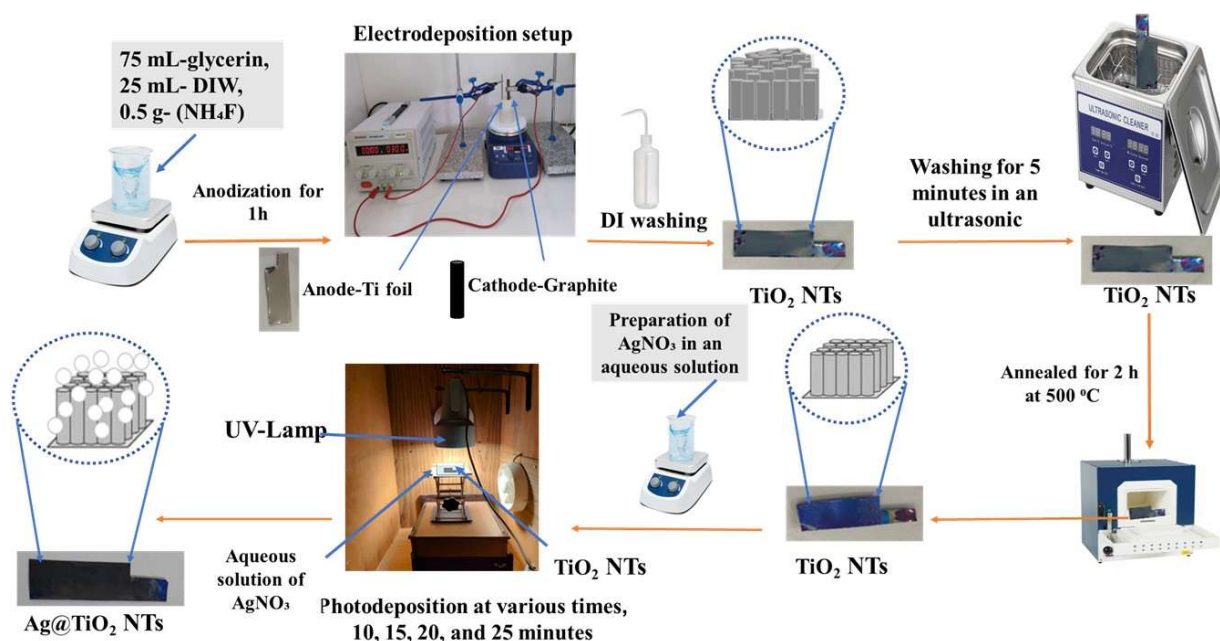 75 mL-glycerin,
25 mL- DIW,
0.5 g- (NH₄F)
Anodization for
1h
Electrodeposition setup
Anode-Ti foil
Cathode-Graphite
DI washing
TiO₂ NTs
Washing for 5
minutes in an
ultrasonic
ULTRASONIC CLEANER
TiO₂ NTs
Annealed for 2 h
at 500 ºC
TiO₂ NTs
Preparation of
AgNO₃ in an
aqueous solution
UV-Lamp
TiO₂ NTs
Aqueous
solution of
AgNO₃
Photodeposition at various times,
10, 15, 20, and 25 minutes
Ag@TiO₂ NTs